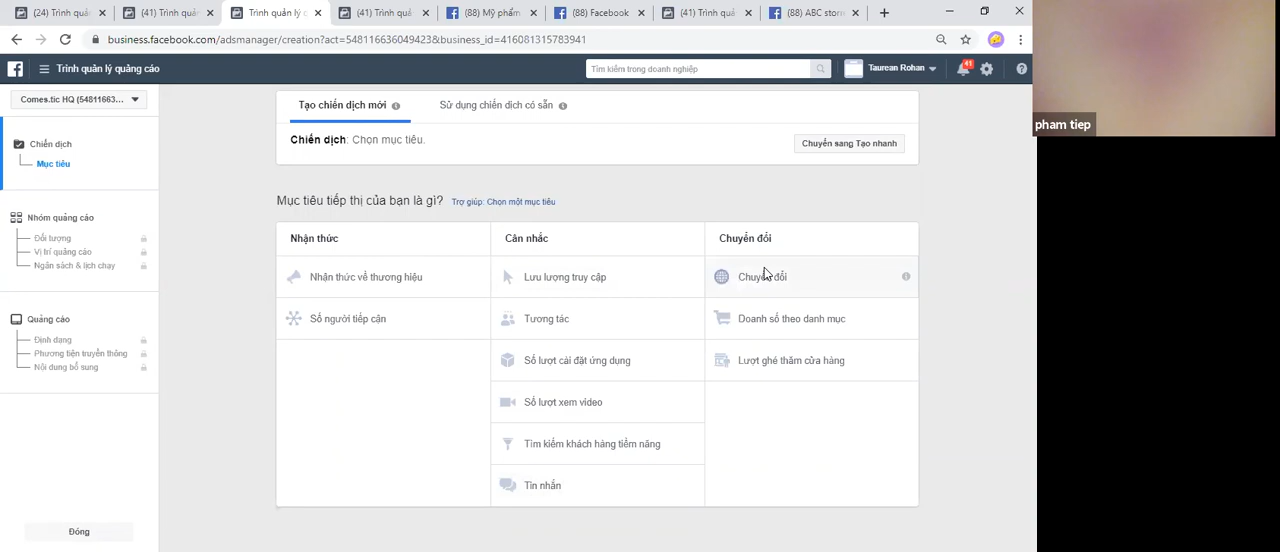 (24) Trình quả
(41) Trình quả
Trình quản lý c
(41) Trình quả
(88) Mỹ phẩm
(88) Facebook
(41) Trình quả
(88) ABC stor
business.facebook.com/adsmanager/creation?act=548116636049423&business_id=416081315783941
Trình quản lý quảng cáo
Tìm kiếm trong doanh nghiệp
Taurean Rohan
41
pham tiep
Comes.tic HQ (54811663...
Chiến dịch
Mục tiêu
Nhóm quảng cáo
Đối tượng
Vị trí quảng cáo
Ngân sách & lịch chạy
Quảng cáo
Định dạng
Phương tiện truyền thông
Nội dung bổ sung
Đóng
Tạo chiến dịch mới
Sử dụng chiến dịch có sẵn
Chiến dịch: Chọn mục tiêu.
Chuyển sang Tạo nhanh
Mục tiêu tiếp thị của bạn là gì? Trợ giúp: Chọn một mục tiêu
Nhận thức
Cân nhắc
Chuyển đổi
Nhận thức về thương hiệu
Lưu lượng truy cập
Chuyển đổi
Số người tiếp cận
Tương tác
Doanh số theo danh mục
Số lượt cài đặt ứng dụng
Lượt ghé thăm cửa hàng
Số lượt xem video
Tìm kiếm khách hàng tiềm năng
Tin nhắn